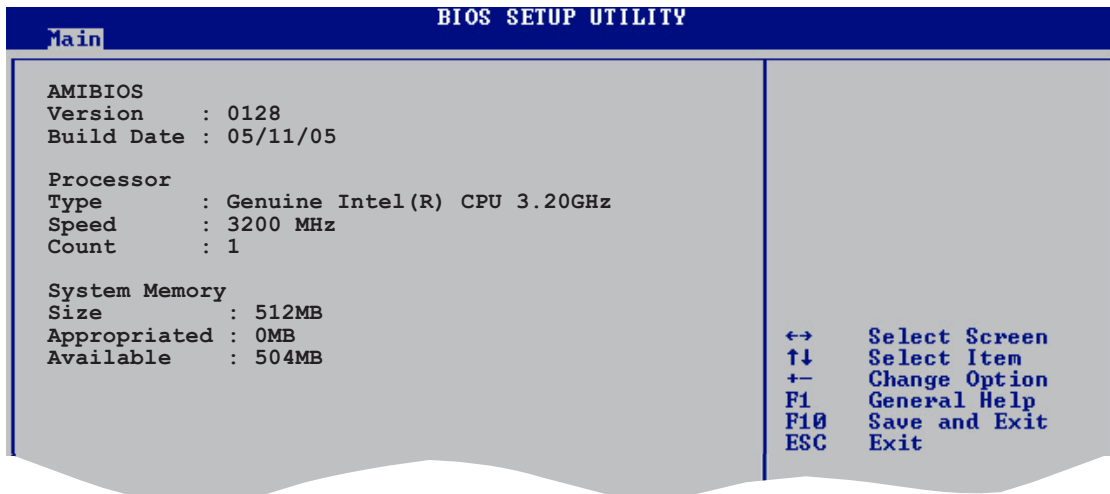 BIOS SETUP UTILITY
Main
AMIBIOS
Version : 0128
Build Date : 05/11/05
Processor
Type : Genuine Intel(R) CPU 3.20GHz
Speed : 3200 MHz
Count : 1
System Memory
Size : 512MB
Appropriated : 0MB
Available : 504MB
←→ Select Screen
↑↓ Select Item
+- Change Option
F1 General Help
F10 Save and Exit
ESC Exit